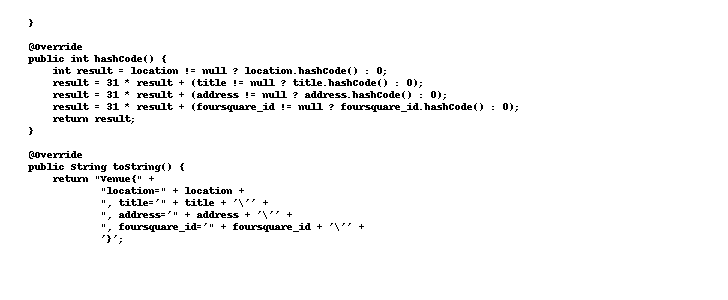 }

@Override
public int hashCode() {
    int result = location != null ? location.hashCode() : 0;
    result = 31 * result + (title != null ? title.hashCode() : 0);
    result = 31 * result + (address != null ? address.hashCode() : 0);
    result = 31 * result + (foursquare_id != null ? foursquare_id.hashCode() : 0);
    return result;
}

@Override
public String toString() {
    return "Venue{" +
            "location=" + location +
            ", title='" + title + '\'' +
            ", address='" + address + '\'' +
            ", foursquare_id='" + foursquare_id + '\'' +
            '}';